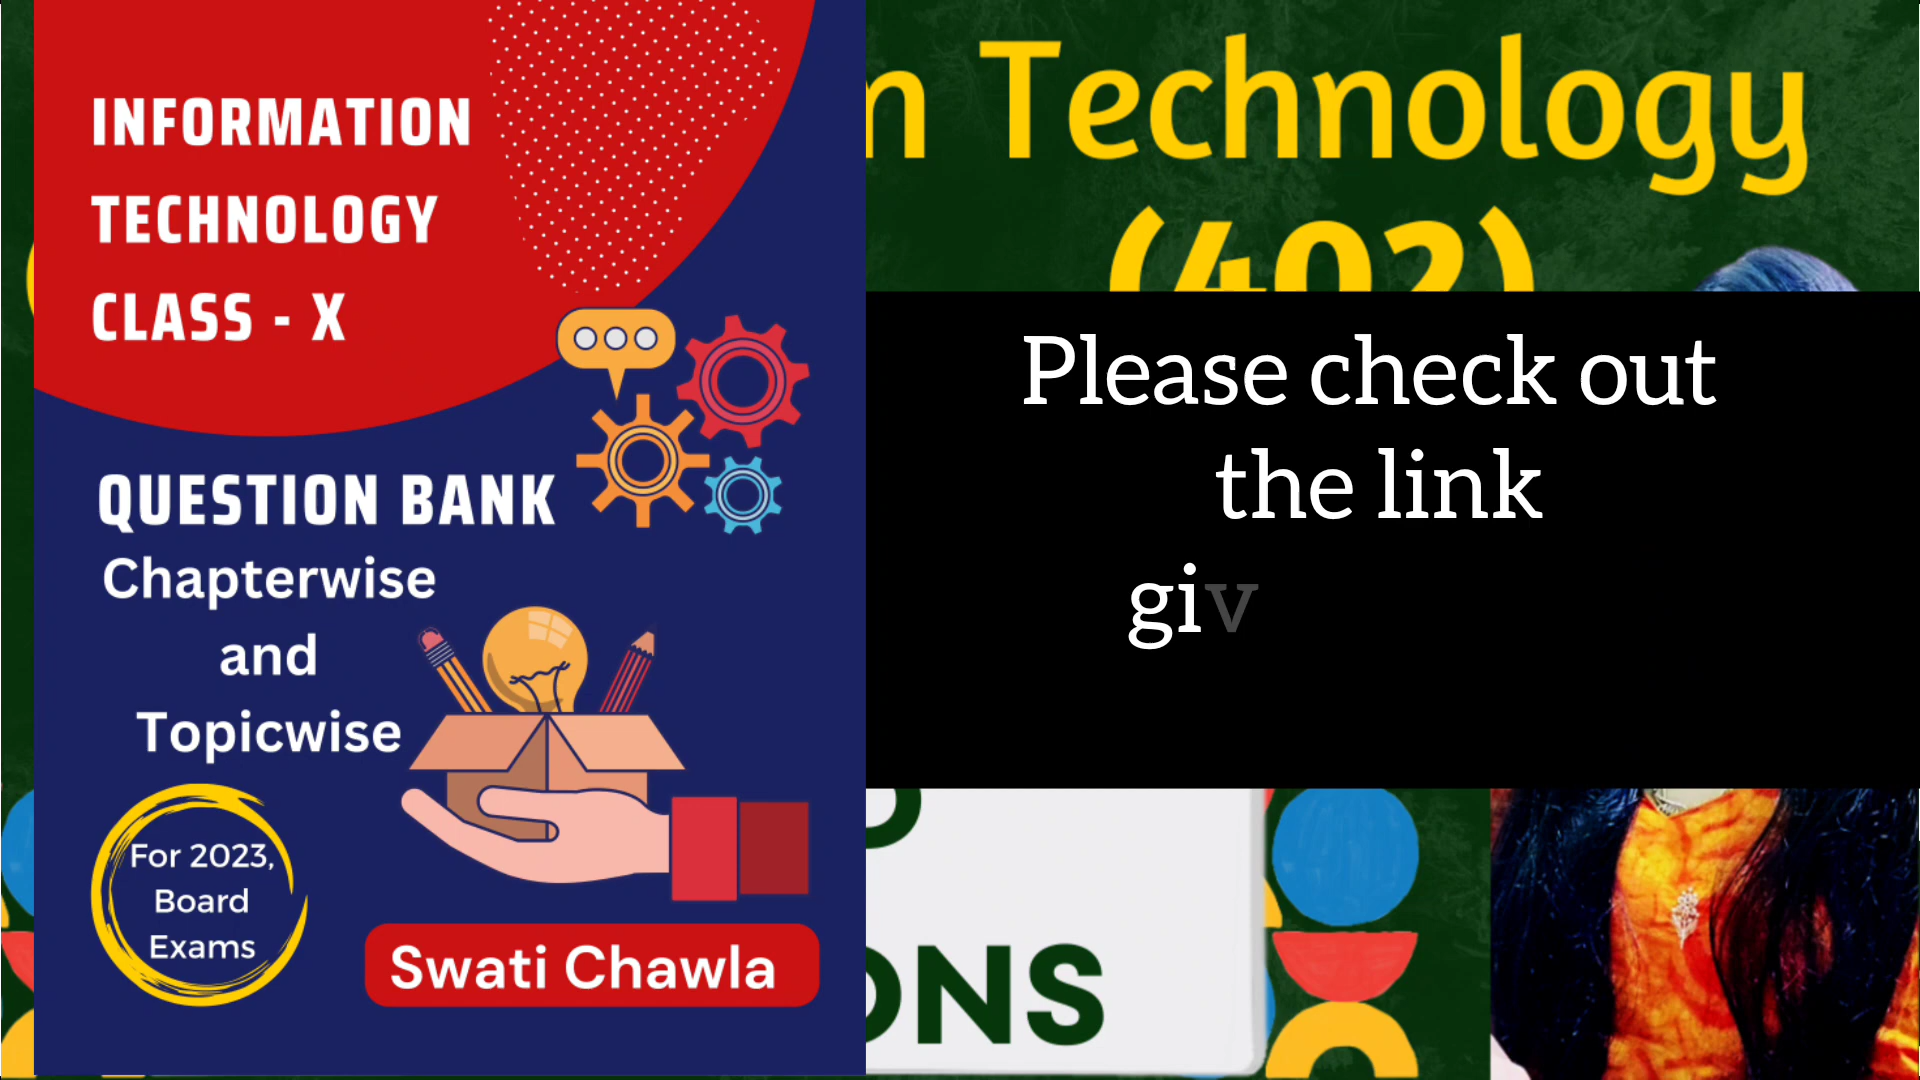 INFORMATION
TECHNOLOGY
CLASS - X
QUESTION BANK
Chapterwise
and
Topicwise
For 2023,
Board
Exams
Swati Chawla
n Technology
(402)
Please check out
the link
giv
ONS